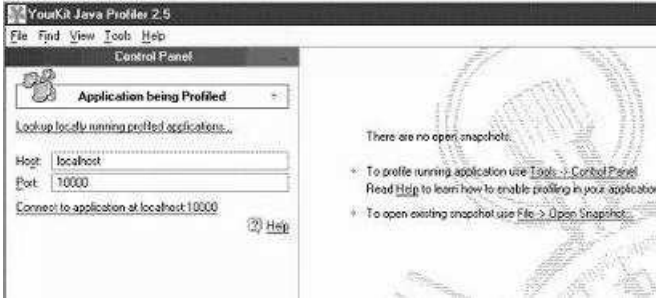 YourKit Java Profiler 2.5
File Find View Tools Help
Control Panel
Application being Profiled
Lookup locally running profiled applications...
Host: localhost
Port: 10000
Connect to application at localhost:10000
Help
There are no open snapshots.
To profile running application use Tools -> Control Panel
Read Help to learn how to enable profiling in your application
To open existing snapshot use File -> Open Snapshot...